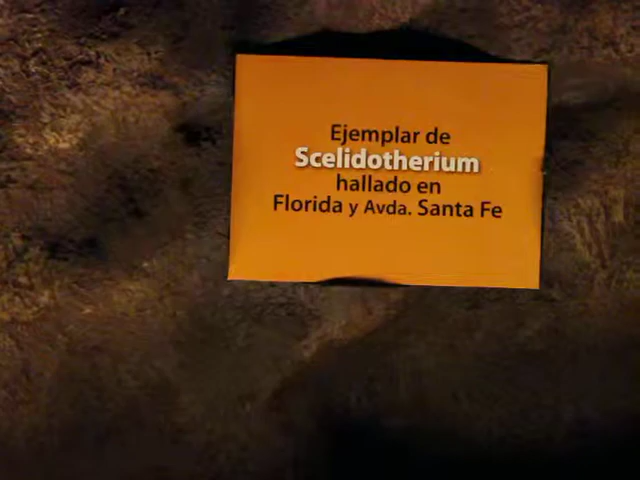 Ejemplar de
Scelidotherium
hallado en
Florida y Avda. Santa Fe